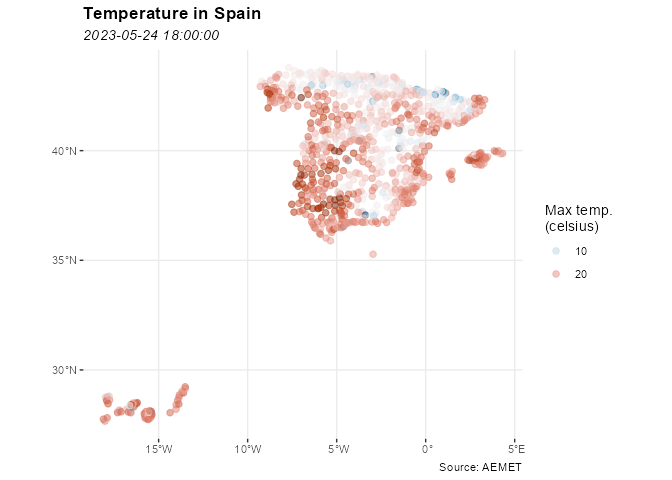 Temperature in Spain
2023-05-24 18:00:00
40°N
35°N
30°N
15°W
10°W
5°W
0°
5°E
Max temp.
(celsius)
10
20
Source: AEMET